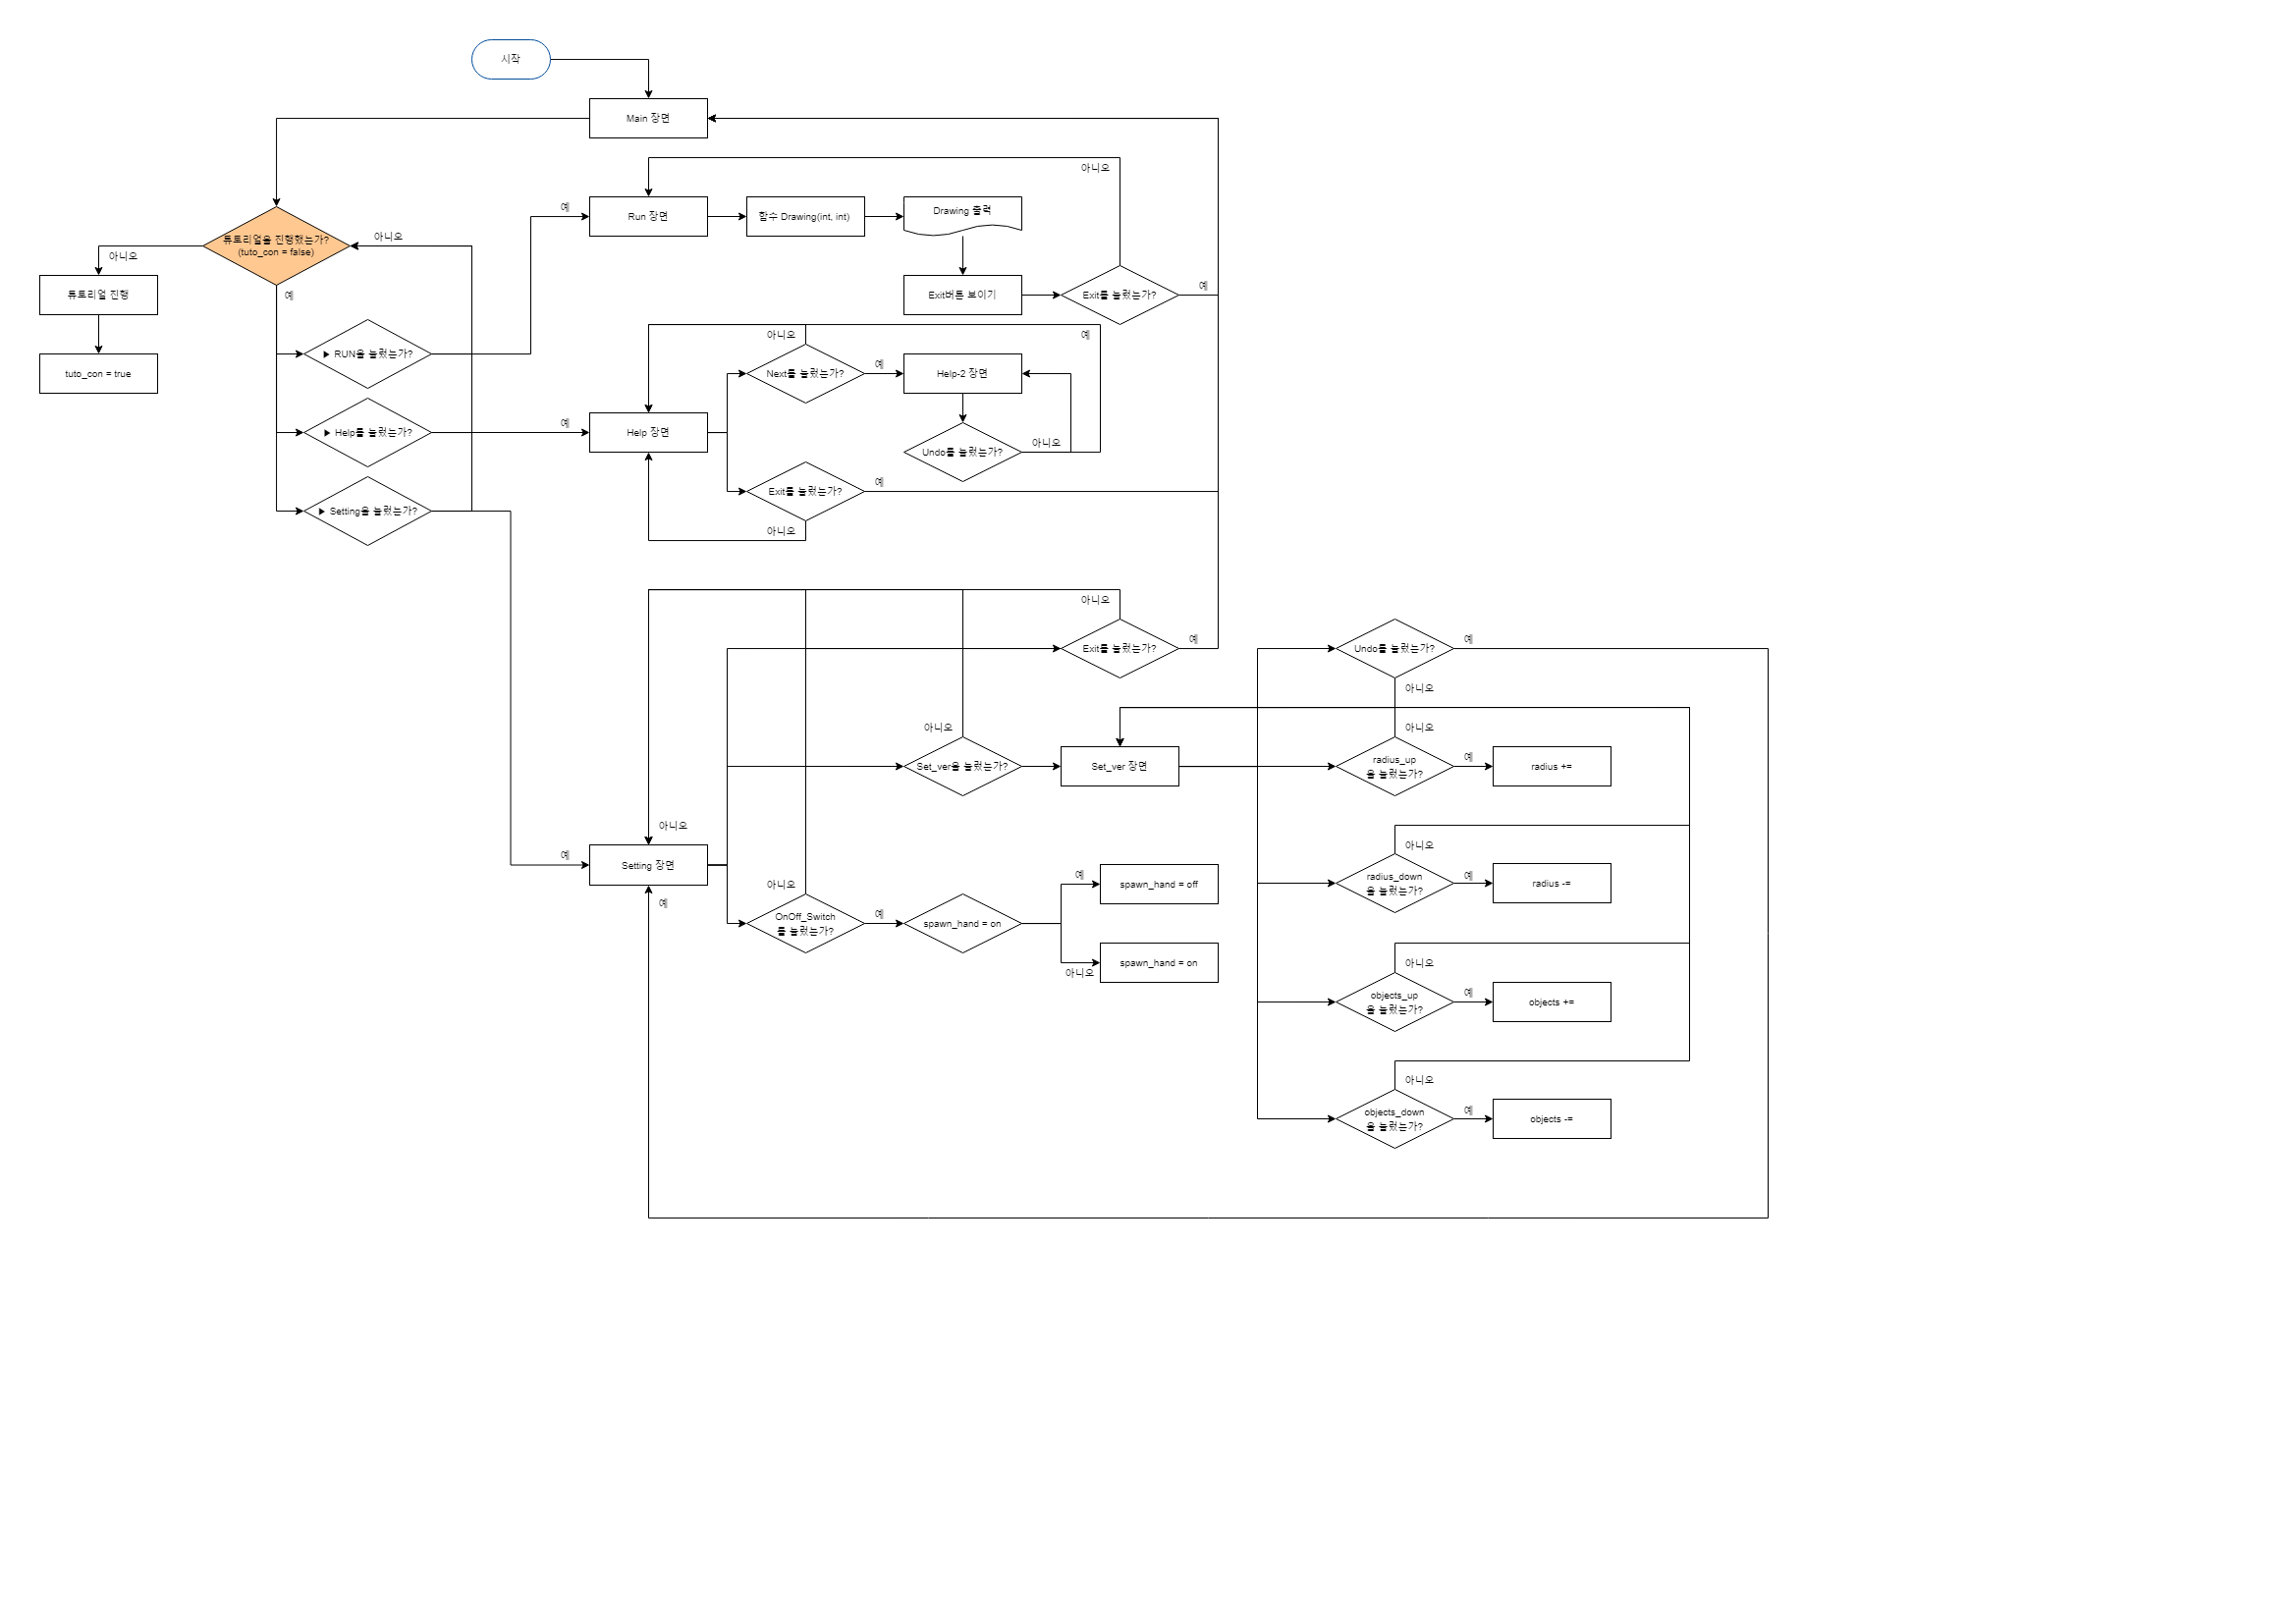 시작
Main 장면
아니오
예
Run 장면
함수 Drawing(int, int)
Drawing 출력
튜토리얼을 진행했는가?
(tuto_con = false)
아니오
아니오
튜토리얼 진행
예
Exit버튼 보이기
Exit를 눌렀는가?
예
tuto_con = true
▶ RUN을 눌렀는가?
아니오
예
Next를 눌렀는가?
예
Help-2 장면
▶ Help를 눌렀는가?
예
Help 장면
Undo를 눌렀는가?
아니오
Exit를 눌렀는가?
예
▶ Setting을 눌렀는가?
아니오
아니오
Exit를 눌렀는가?
예
Undo를 눌렀는가?
예
아니오
아니오
아니오
Set_ver을 눌렀는가?
Set_ver 장면
radius_up
을 눌렀는가?
예
radius +=
아니오
예
Setting 장면
예
아니오
아니오
radius_down
을 눌렀는가?
예
radius -=
OnOff_Switch
를 눌렀는가?
예
spawn_hand = on
예
spawn_hand = off
아니오
spawn_hand = on
아니오
objects_up
을 눌렀는가?
예
objects +=
아니오
objects_down
을 눌렀는가?
예
objects -=